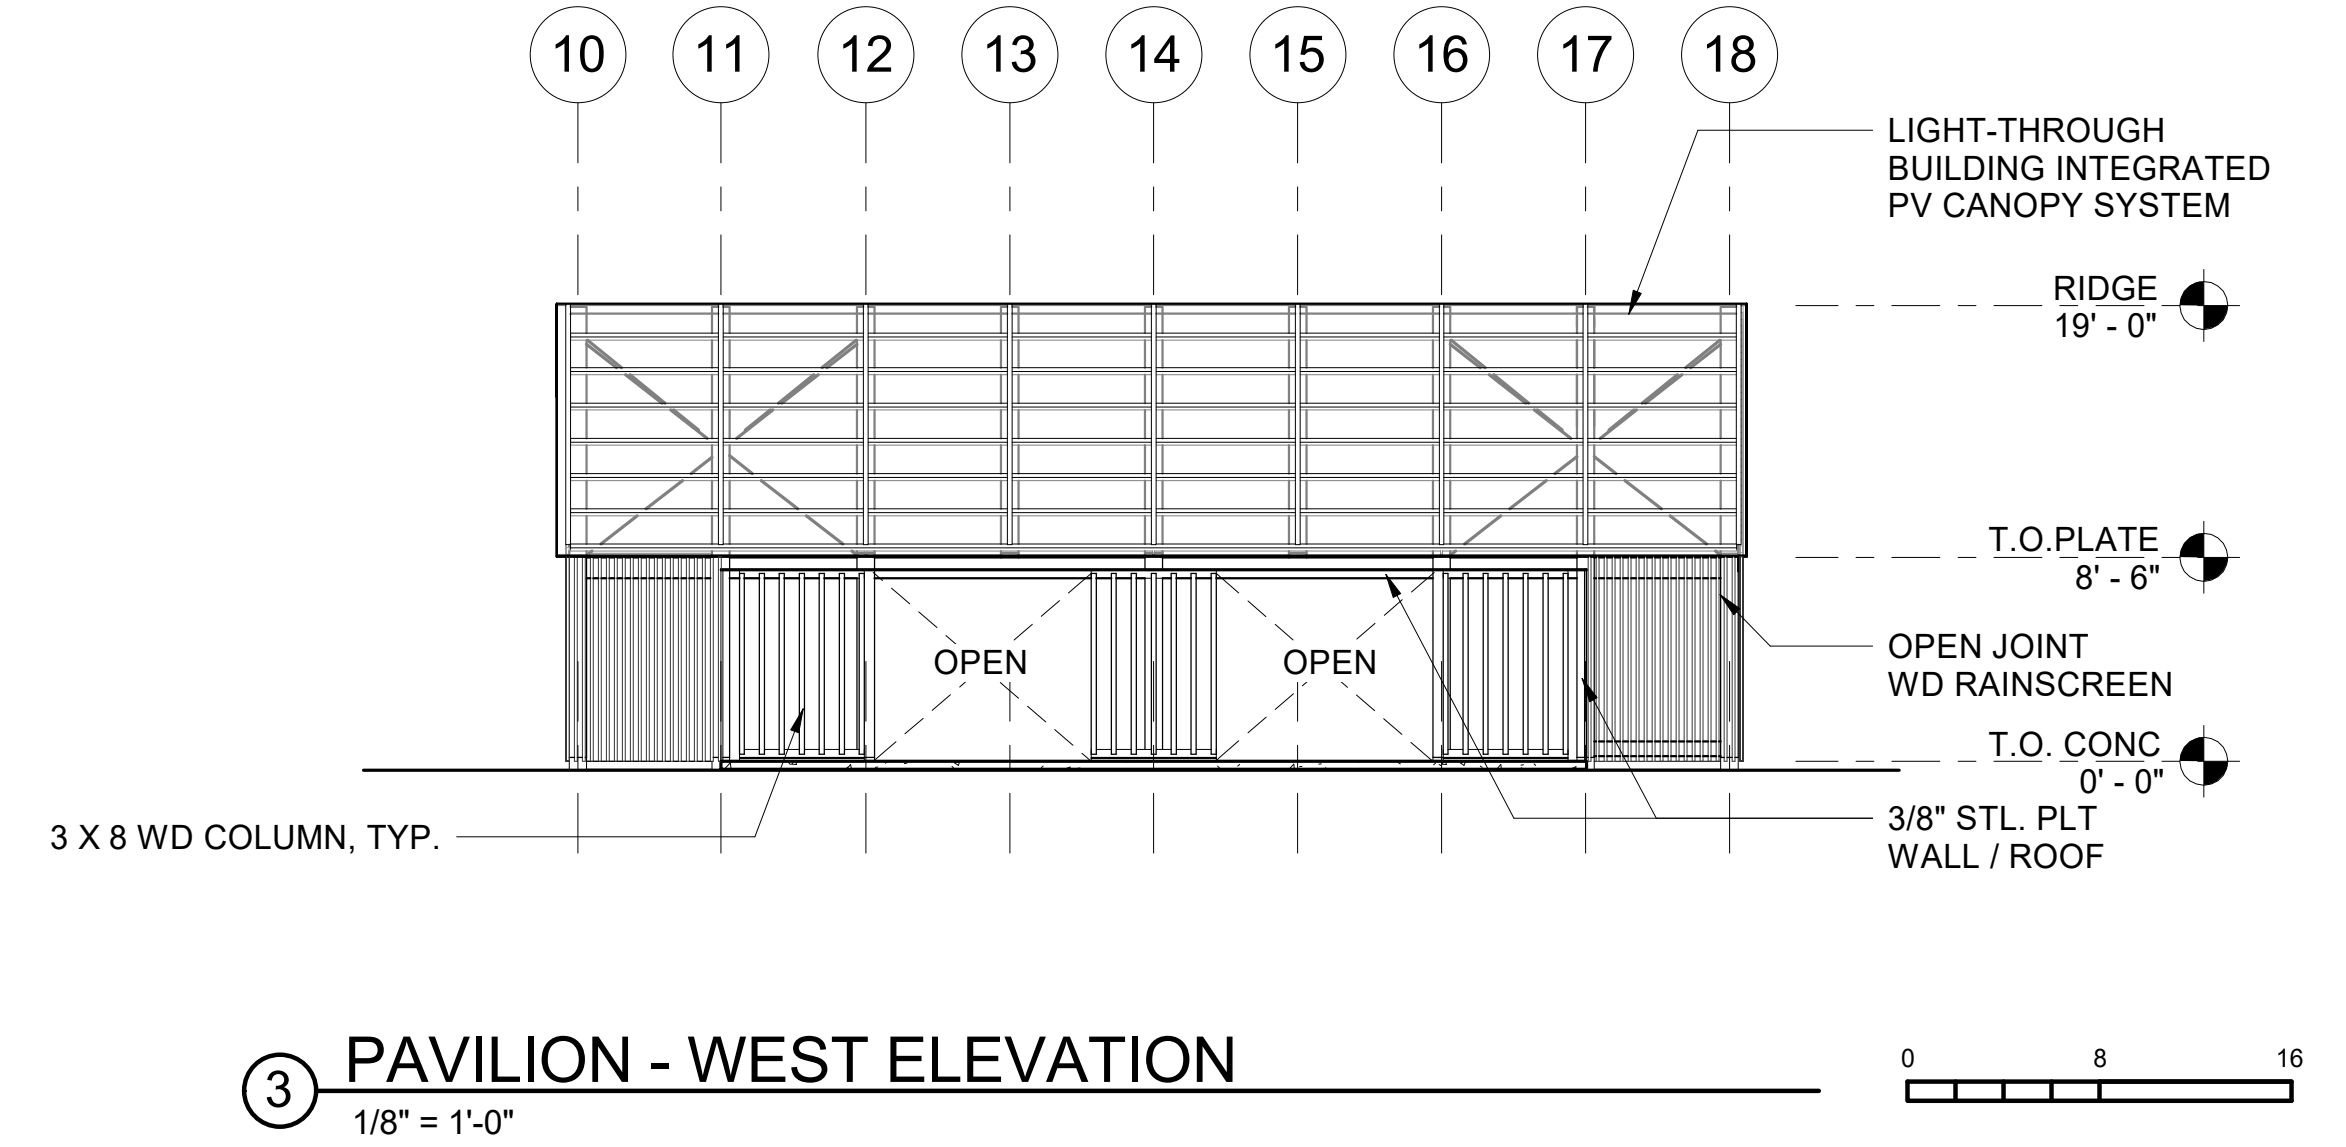 10 11 12 13 14 15 16 17 18
LIGHT-THROUGH
BUILDING INTEGRATED
PV CANOPY SYSTEM
RIDGE
19' - 0"
T.O.PLATE
8' - 6"
OPEN OPEN
OPEN JOINT
WD RAINSCREEN
T.O. CONC
0' - 0"
3/8" STL. PLT
WALL / ROOF
3 X 8 WD COLUMN, TYP.
3 PAVILION - WEST ELEVATION
1/8" = 1'-0"
0 8 16